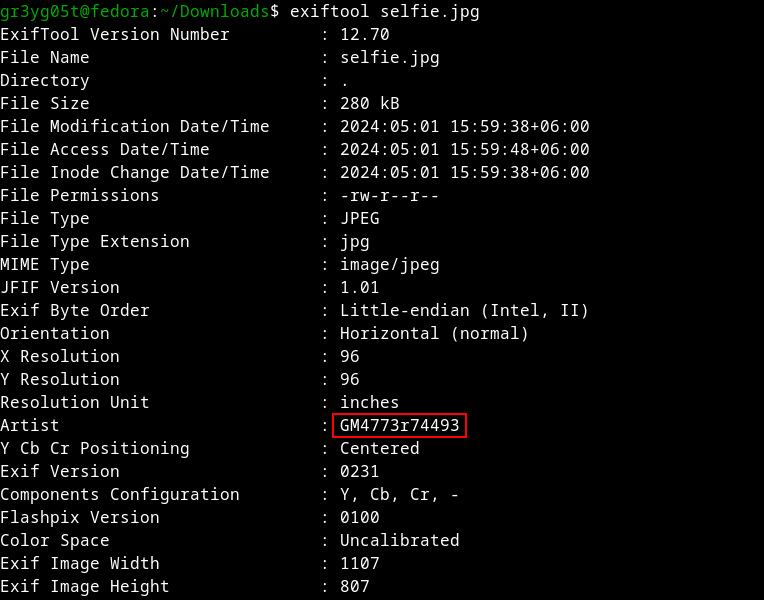 gr3yg05t@fedora:~/Downloads$ exiftool selfie.jpg
ExifTool Version Number : 12.70
File Name : selfie.jpg
Directory : .
File Size : 280 kB
File Modification Date/Time : 2024:05:01 15:59:38+06:00
File Access Date/Time : 2024:05:01 15:59:48+06:00
File Inode Change Date/Time : 2024:05:01 15:59:38+06:00
File Permissions : -rw-r--r--
File Type : JPEG
File Type Extension : jpg
MIME Type : image/jpeg
JFIF Version : 1.01
Exif Byte Order : Little-endian (Intel, II)
Orientation : Horizontal (normal)
X Resolution : 96
Y Resolution : 96
Resolution Unit : inches
Artist : GM4773r74493
Y Cb Cr Positioning : Centered
Exif Version : 0231
Components Configuration : Y, Cb, Cr, -
Flashpix Version : 0100
Color Space : Uncalibrated
Exif Image Width : 1107
Exif Image Height : 807